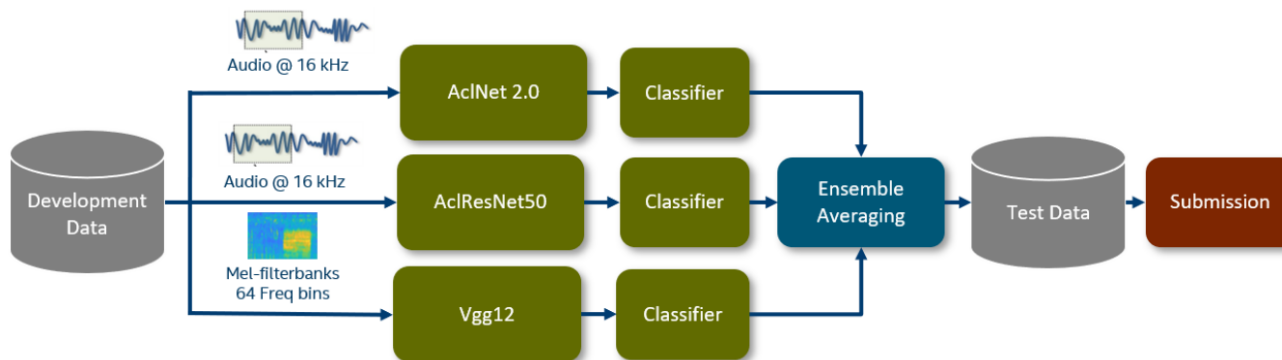 Audio @ 16 kHz
AclNet 2.0
Classifier
Development
Data
Audio @ 16 kHz
AclResNet50
Classifier
Ensemble
Averaging
Test Data
Submission
Mel-filterbanks
64 Freq bins
Vgg12
Classifier